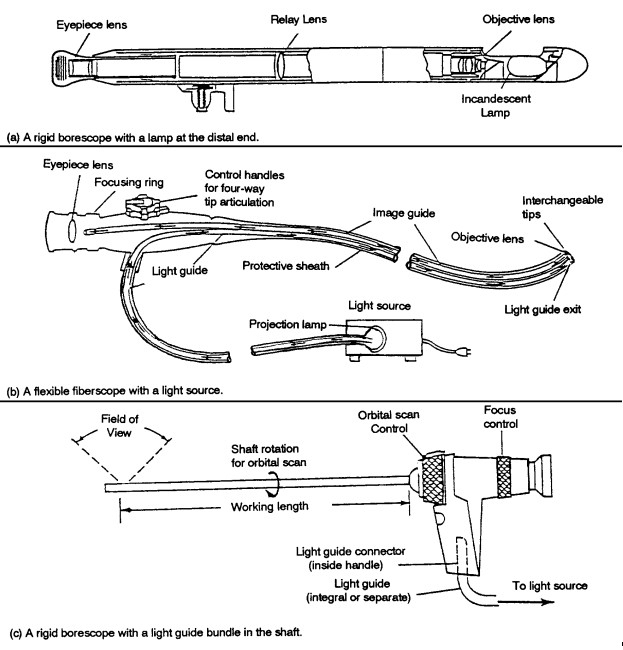 Eyepiece lens
Relay Lens
Objective lens
Incandescent
Lamp
(a) A rigid borescope with a lamp at the distal end.
Eyepiece lens
Focusing ring
Control handles
for four-way
tip articulation
Image guide
Interchangeable
tips
Objective lens
Light guide
Protective sheath
Light guide exit
Light source
Projection lamp
(b) A flexible fiberscope with a light source.
Field of
View
Shaft rotation
for orbital scan
Working length
Orbital scan
Control
Focus
control
Light guide connector
(inside handle)
Light guide
(integral or separate)
To light source
(c) A rigid borescope with a light guide bundle in the shaft.